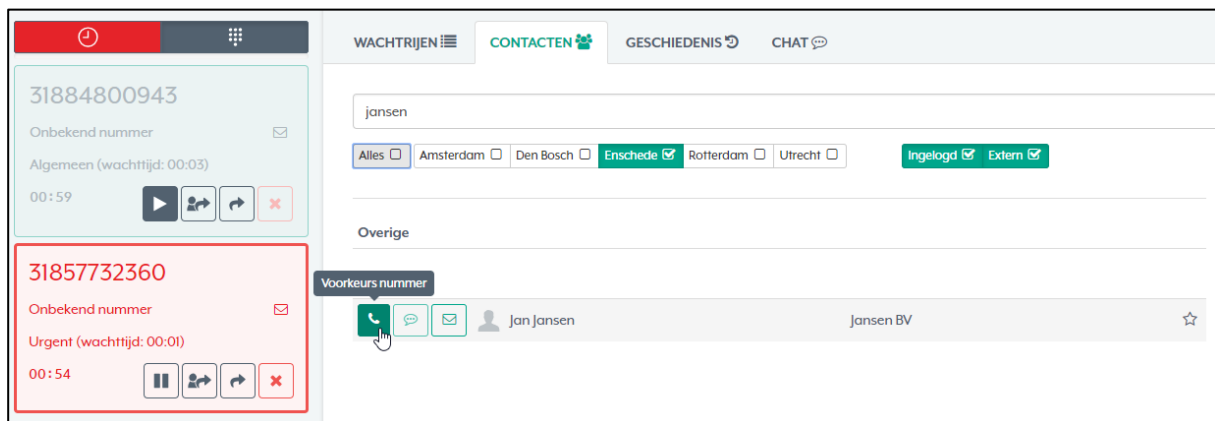 WACHTRIJEN CONTACTEN GESCHIEDENIS CHAT
31884800943
Onbekend nummer
Algemeen (wachttijd: 00:03)
00:59
31857732360
Onbekend nummer
Urgent (wachttijd: 00:01)
00:54
jansen
Alles Amsterdam Den Bosch Enschede Rotterdam Utrecht Ingelogd Extern
Overige
Voorkeurs nummer
Jan Jansen Jansen BV